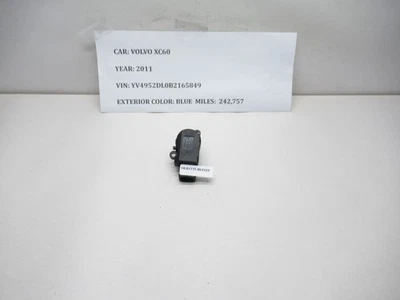 CAR: VOLVO XC60
YEAR: 2011
VIN: YV4952DL0B2165849
EXTERIOR COLOR: BLUE MILES: 242,757